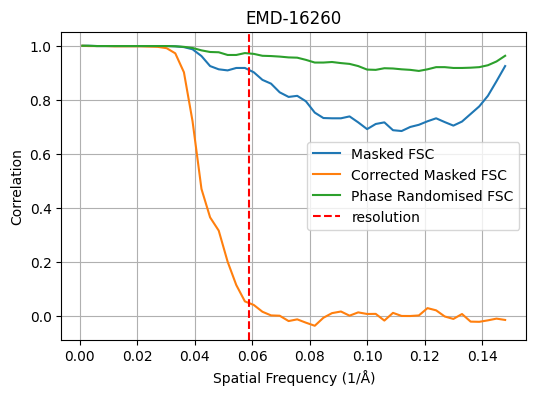 EMD-16260
Correlation
1.0
0.8
0.6
0.4
0.2
0.0
Masked FSC
Corrected Masked FSC
Phase Randomised FSC
resolution
0.00 0.02 0.04 0.06 0.08 0.10 0.12 0.14
Spatial Frequency (1/Å)